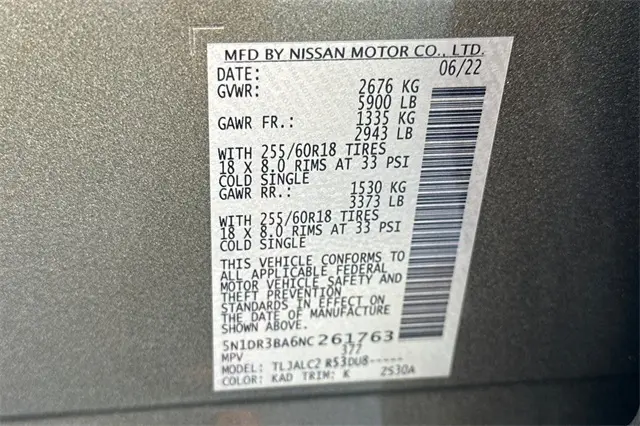 MFD BY NISSAN MOTOR CO., LTD.
DATE: 06/22
GVWR: 2676 KG
5900 LB
GAWR FR.: 1335 KG
2943 LB
WITH 255/60R18 TIRES
18 X 8.0 RIMS AT 33 PSI
COLD SINGLE
GAWR RR.: 1530 KG
3373 LB
WITH 255/60R18 TIRES
18 X 8.0 RIMS AT 33 PSI
COLD SINGLE
THIS VEHICLE CONFORMS TO
ALL APPLICABLE FEDERAL
MOTOR VEHICLE SAFETY AND
THEFT PREVENTION
STANDARDS IN EFFECT ON
THE DATE OF MANUFACTURE
SHOWN ABOVE.
5N1DR3BA6NC261763
MPV 377
MODEL: TLJALC2 R53DU8-----
COLOR: KAD TRIM: K 2530A